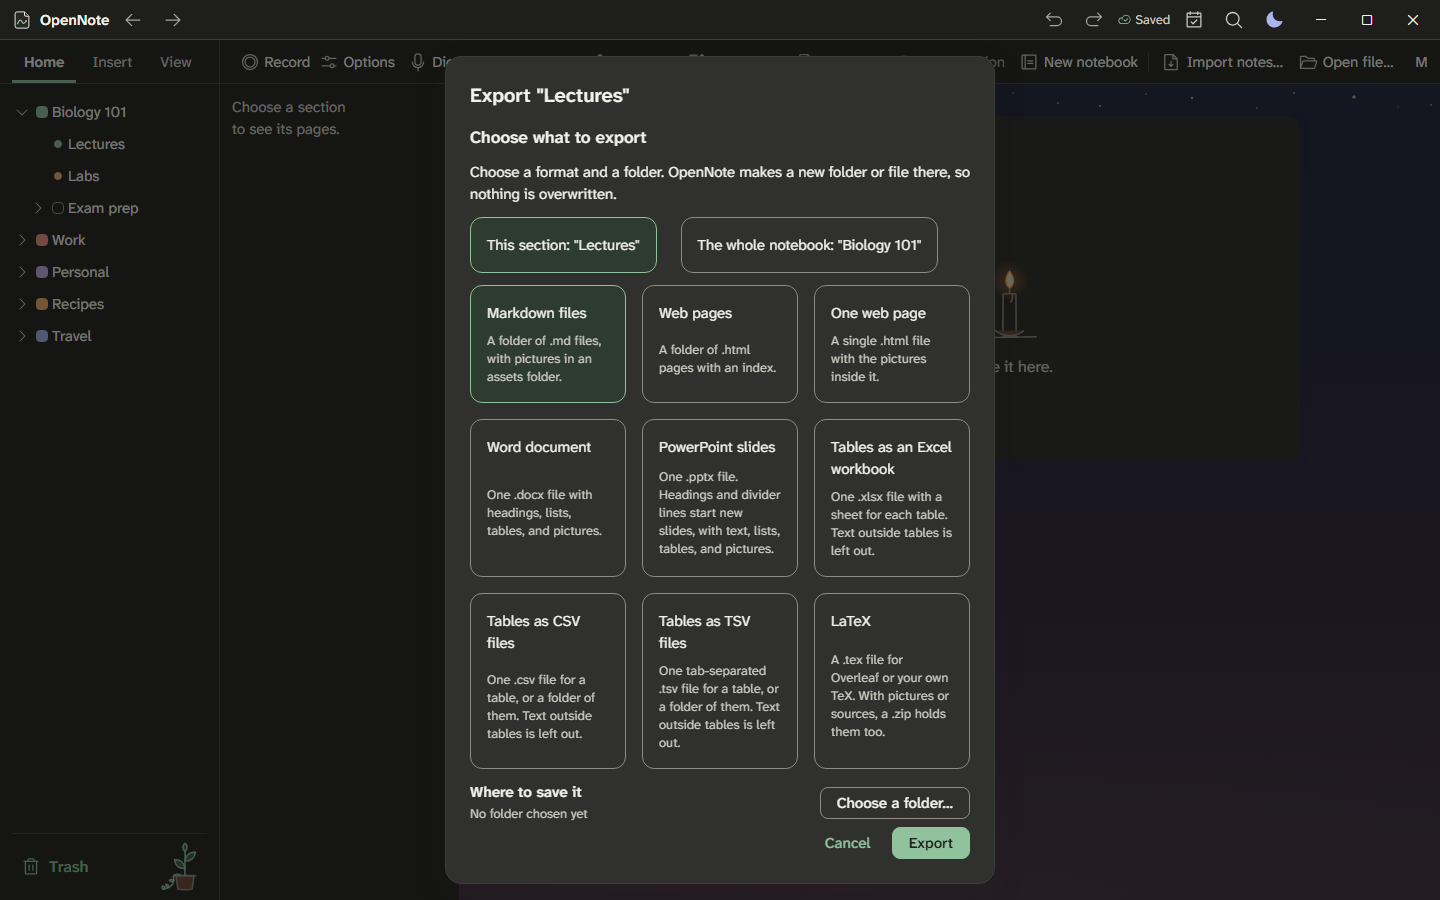 OpenNote
Saved
Home
Insert
View
Record
Options
New notebook
Import notes...
Open file...
M
Biology 101
Lectures
Labs
Exam prep
Work
Personal
Recipes
Travel
Trash
Choose a section
to see its pages.
Export "Lectures"
Choose what to export
Choose a format and a folder. OpenNote makes a new folder or file there, so
nothing is overwritten.
This section: "Lectures"
The whole notebook: "Biology 101"
Markdown files
A folder of .md files,
with pictures in an
assets folder.
Web pages
A folder of .html
pages with an index.
One web page
A single .html file
with the pictures
inside it.
Word document
One .docx file with
headings, lists,
tables, and pictures.
PowerPoint slides
One .pptx file.
Headings and divider
lines start new
slides, with text, lists,
tables, and pictures.
Tables as an Excel
workbook
One .xlsx file with a
sheet for each table.
Text outside tables is
left out.
Tables as CSV
files
One .csv file for a
table, or a folder of
them. Text outside
tables is left out.
Tables as TSV
files
One tab-separated
.tsv file for a table, or
a folder of them. Text
outside tables is left
out.
LaTeX
A .tex file for
Overleaf or your own
TeX. With pictures or
sources, a .zip holds
them too.
Where to save it
No folder chosen yet
Choose a folder...
Cancel
Export
it here.